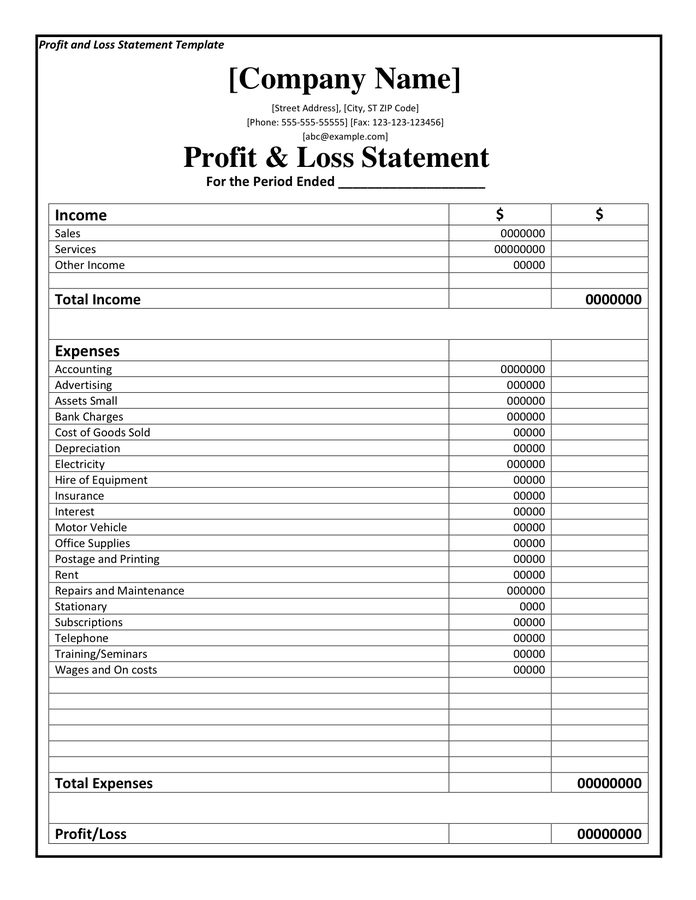 Profit and Loss Statement Template
[Company Name]
[Street Address], [City, ST ZIP Code]
[Phone: 555-555-55555] [Fax: 123-123-123456]
[abc@example.com]
Profit & Loss Statement
For the Period Ended ____________________
Income $ $
Sales 0000000
Services 00000000
Other Income 00000
Total Income 0000000
Expenses
Accounting 0000000
Advertising 000000
Assets Small 000000
Bank Charges 000000
Cost of Goods Sold 00000
Depreciation 00000
Electricity 000000
Hire of Equipment 00000
Insurance 00000
Interest 00000
Motor Vehicle 00000
Office Supplies 00000
Postage and Printing 00000
Rent 00000
Repairs and Maintenance 000000
Stationary 0000
Subscriptions 00000
Telephone 00000
Training/Seminars 00000
Wages and On costs 00000
Total Expenses 00000000
Profit/Loss 00000000